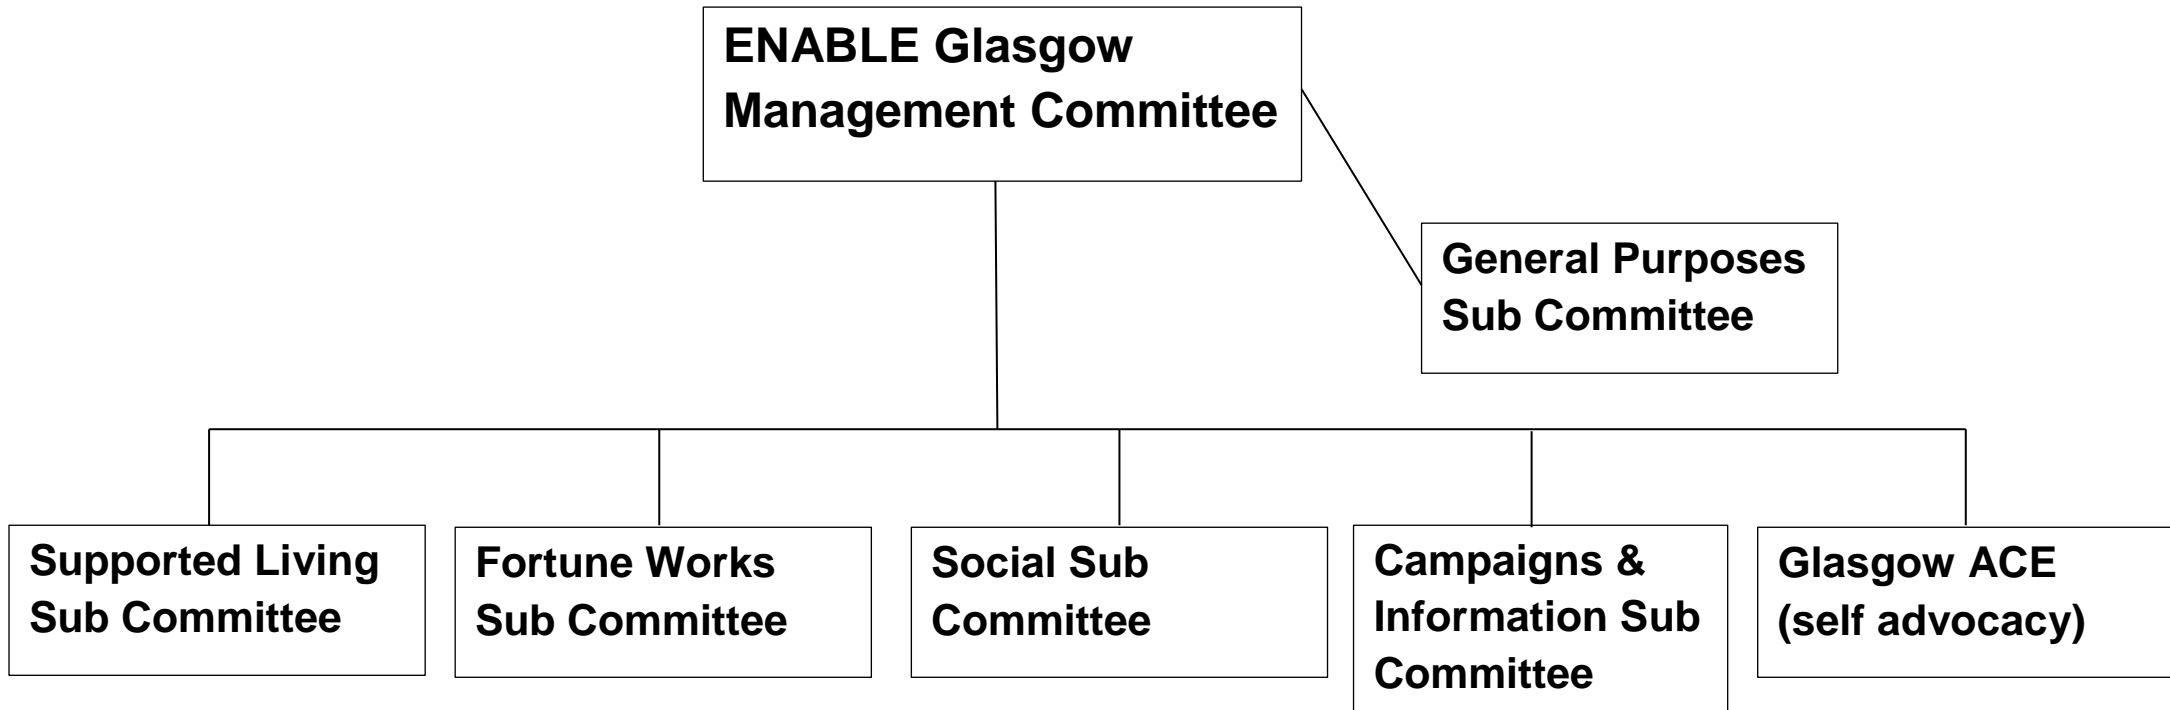 ENABLE Glasgow
Management Committee
General Purposes
Sub Committee
Supported Living
Sub Committee
Fortune Works
Sub Committee
Social Sub
Committee
Campaigns &
Information Sub
Committee
Glasgow ACE
(self advocacy)